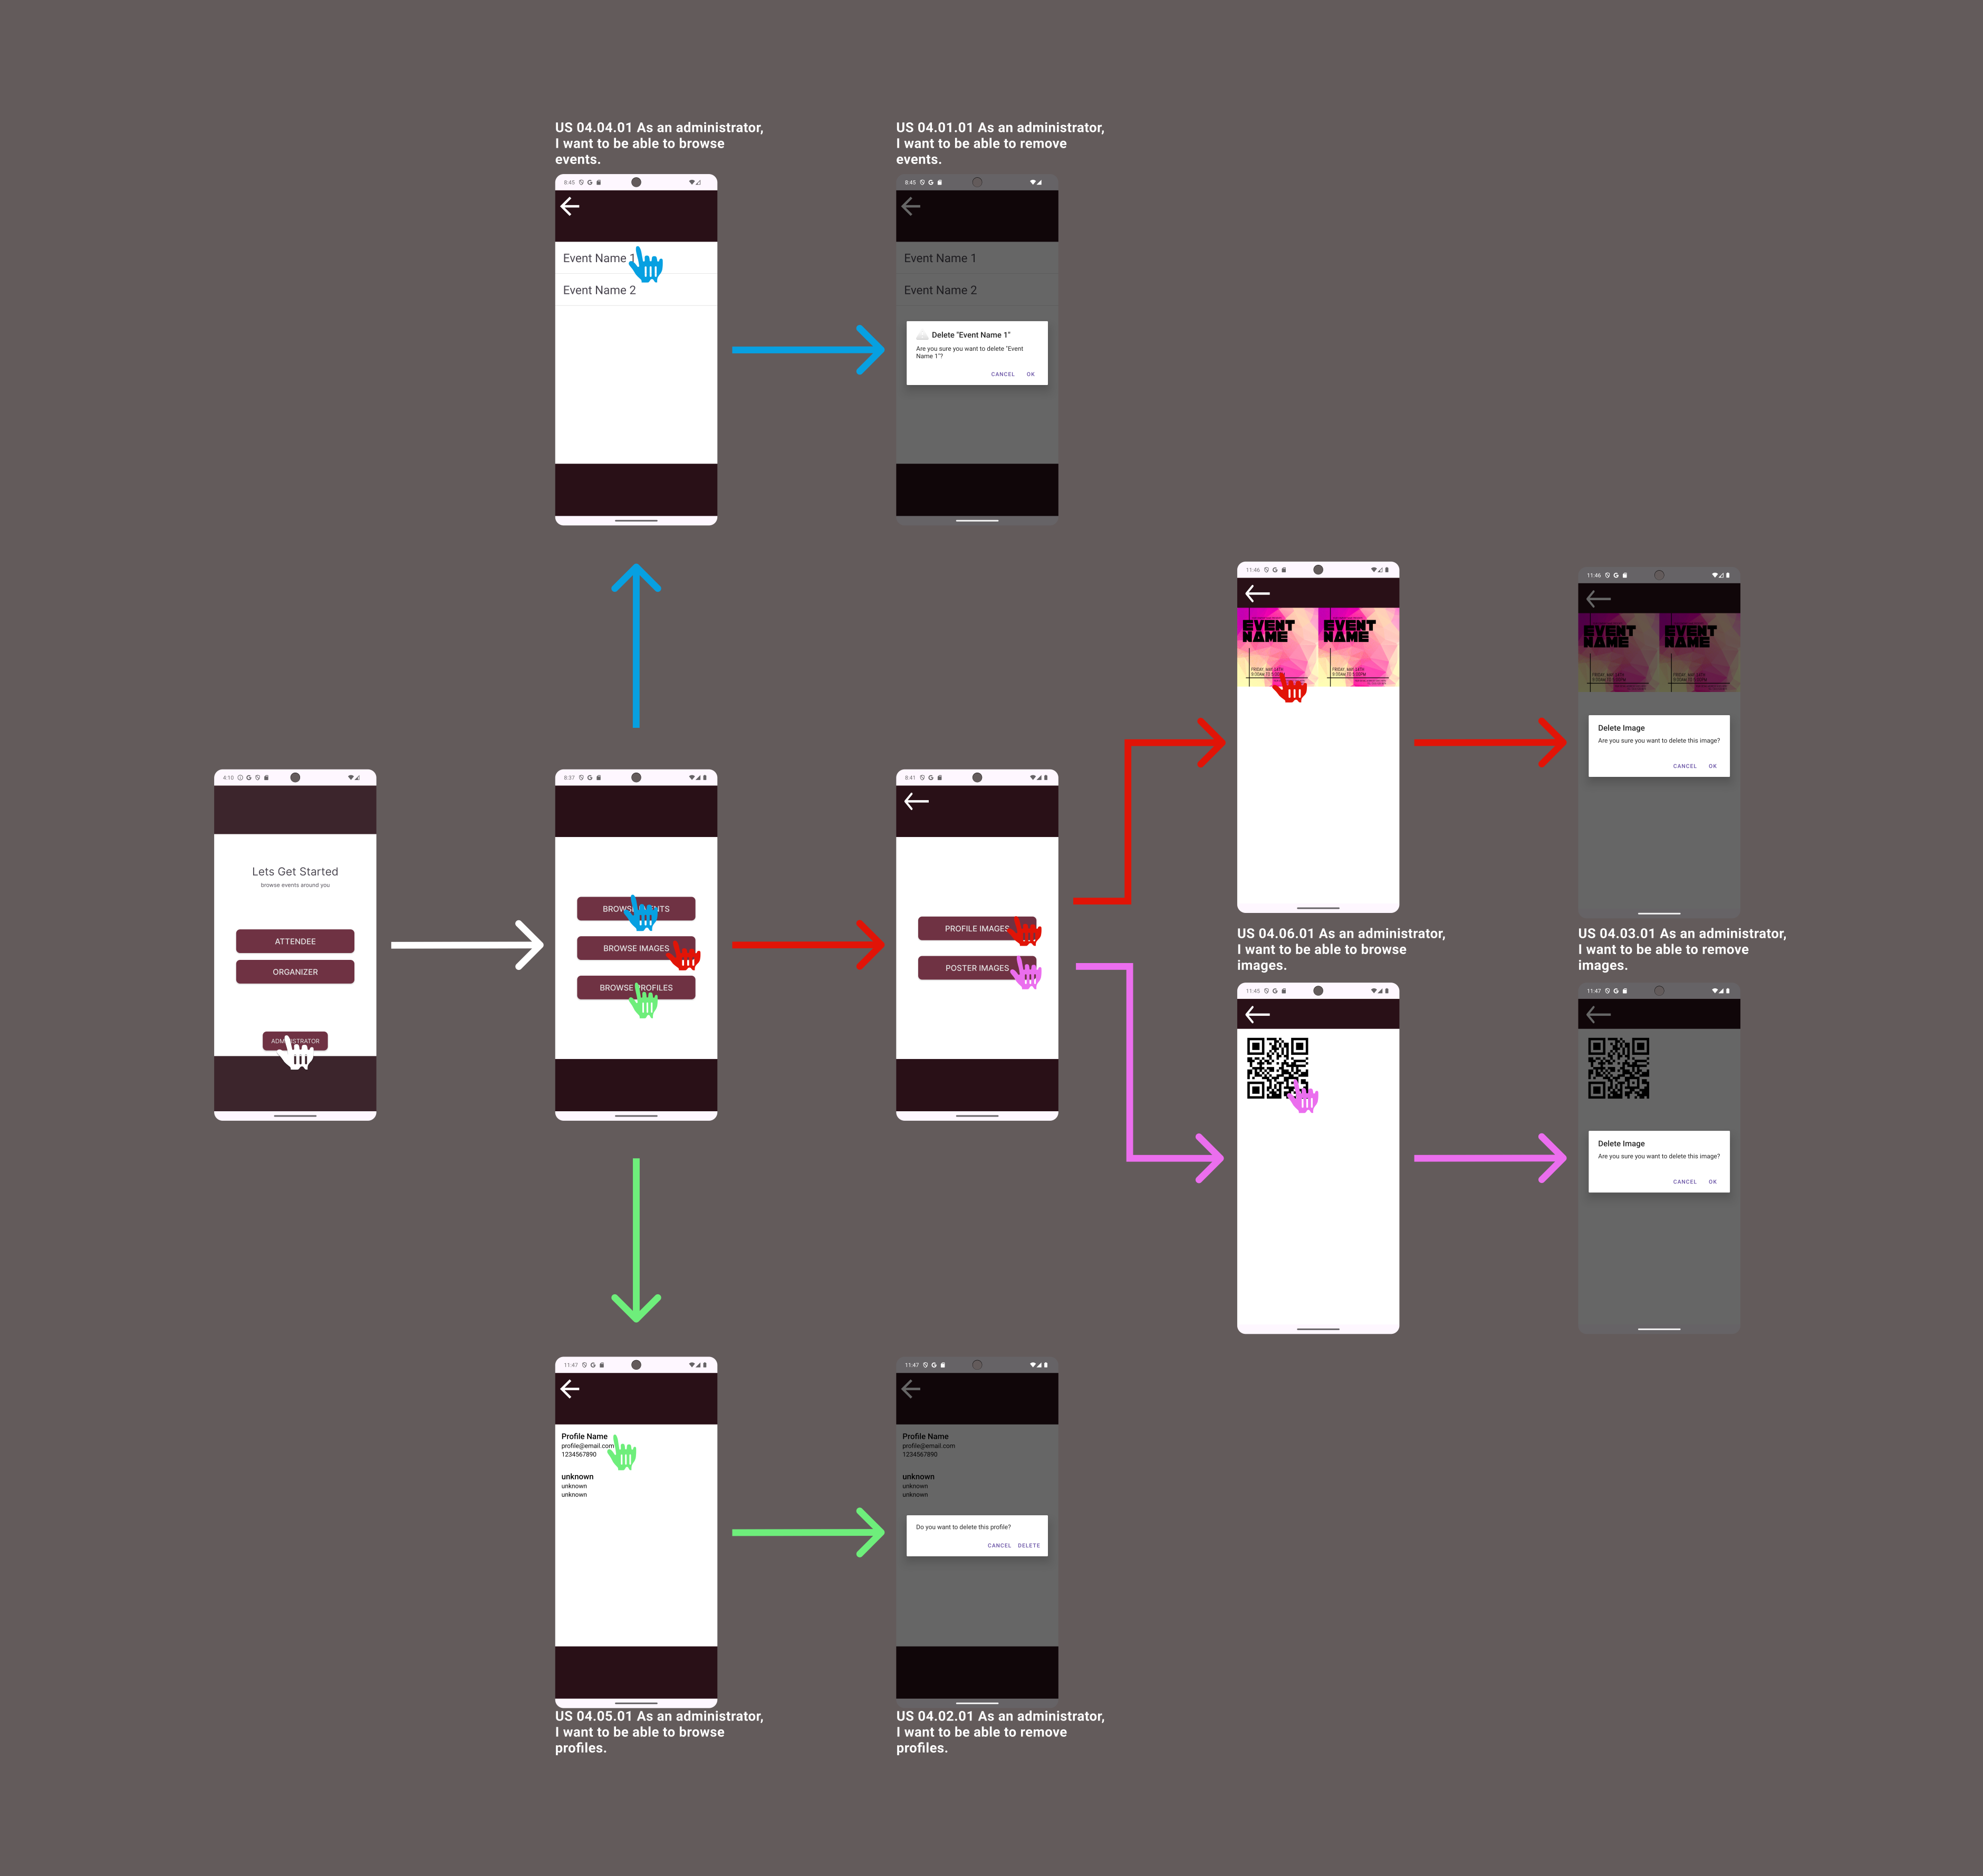 US 04.04.01 As an administrator,
I want to be able to browse
events.
8:45
Event Name 1
Event Name 2
US 04.01.01 As an administrator,
I want to be able to remove
events.
8:45
Event Name 1
Event Name 2
Delete "Event Name 1"
Are you sure you want to delete "Event
Name 1"?
CANCEL OK
4:10
Lets Get Started
browse events around you
ATTENDEE
ORGANIZER
ADMINISTRATOR
8:37
BROWSE EVENTS
BROWSE IMAGES
BROWSE PROFILES
8:41
PROFILE IMAGES
POSTER IMAGES
11:46
EVENT
NAME
EVENT
NAME
US 04.06.01 As an administrator,
I want to be able to browse
images.
11:46
EVENT
NAME
EVENT
NAME
Delete Image
Are you sure you want to delete this image?
CANCEL OK
US 04.03.01 As an administrator,
I want to be able to remove
images.
11:45
11:47
Delete Image
Are you sure you want to delete this image?
CANCEL OK
11:47
Profile Name
profile@email.com
1234567890
unknown
unknown
unknown
US 04.05.01 As an administrator,
I want to be able to browse
profiles.
11:47
Profile Name
profile@email.com
1234567890
unknown
unknown
unknown
Do you want to delete this profile?
CANCEL DELETE
US 04.02.01 As an administrator,
I want to be able to remove
profiles.